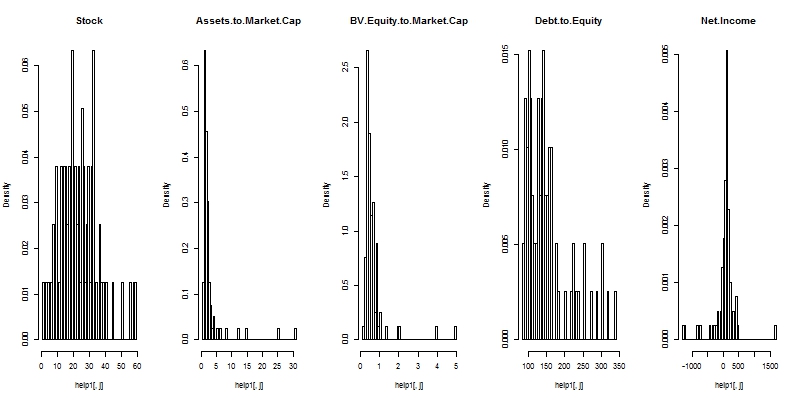 Stock
Assets.to.Market.Cap
BV.Equity.to.Market.Cap
Debt.to.Equity
Net.Income
Density
0.00 0.01 0.02 0.03 0.04 0.05 0.06
0 10 20 30 40 50 60
help1[, j]
Density
0.0 0.1 0.2 0.3 0.4 0.5 0.6
0 5 10 15 20 25 30
help1[, j]
Density
0.0 0.5 1.0 1.5 2.0 2.5
0 1 2 3 4 5
help1[, j]
Density
0.000 0.005 0.010 0.015
100 150 200 250 300 350
help1[, j]
Density
0.000 0.001 0.002 0.003 0.004 0.005
-1000 0 500 1500
help1[, j]